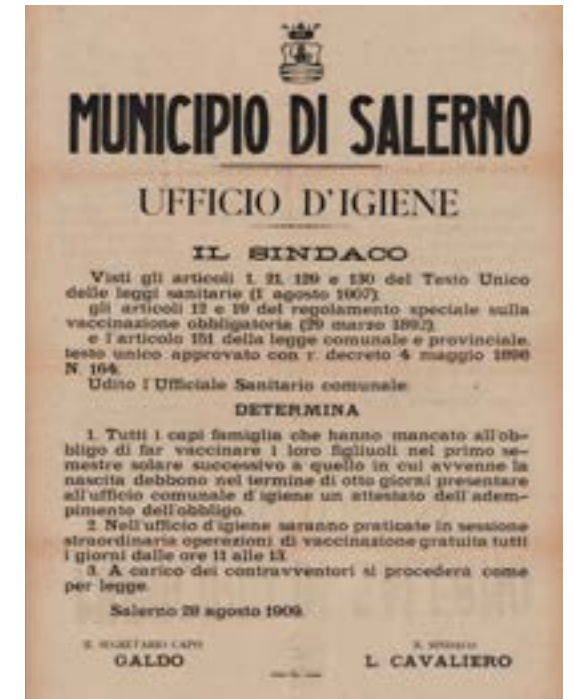 MUNICIPIO DI SALERNO
UFFICIO D'IGIENE
IL SINDACO
Visti gli articoli 1, 21, 129 e 130 del Testo Unico
delle leggi sanitarie (1 agosto 1907);
gli articoli 12 e 19 del regolamento speciale sulla
vaccinazione obbligatoria (29 marzo 1892);
e l'articolo 151 della legge comunale e provinciale,
testo unico approvato con r. decreto 4 maggio 1898
N. 164;
Udito l'Ufficiale Sanitario comunale;
DETERMINA
1. Tutti i capi famiglia che hanno mancato all'ob-
bligo di far vaccinare i loro figliuoli nel primo se-
mestre solare successivo a quello in cui avvenne la
nascita debbono nel termine di otto giorni presentare
all'ufficio comunale d'igiene un attestato dell'adem-
pimento dell'obbligo.
2. Nell'ufficio d'igiene saranno praticate in sessione
straordinaria operazioni di vaccinazione gratuita tutti
i giorni dalle ore 11 alle 13.
3. A carico dei contravventori si procederà come
per legge.
Salerno 28 agosto 1909.
IL SEGRETARIO CAPO
GALDO
IL SINDACO
L. CAVALIERO